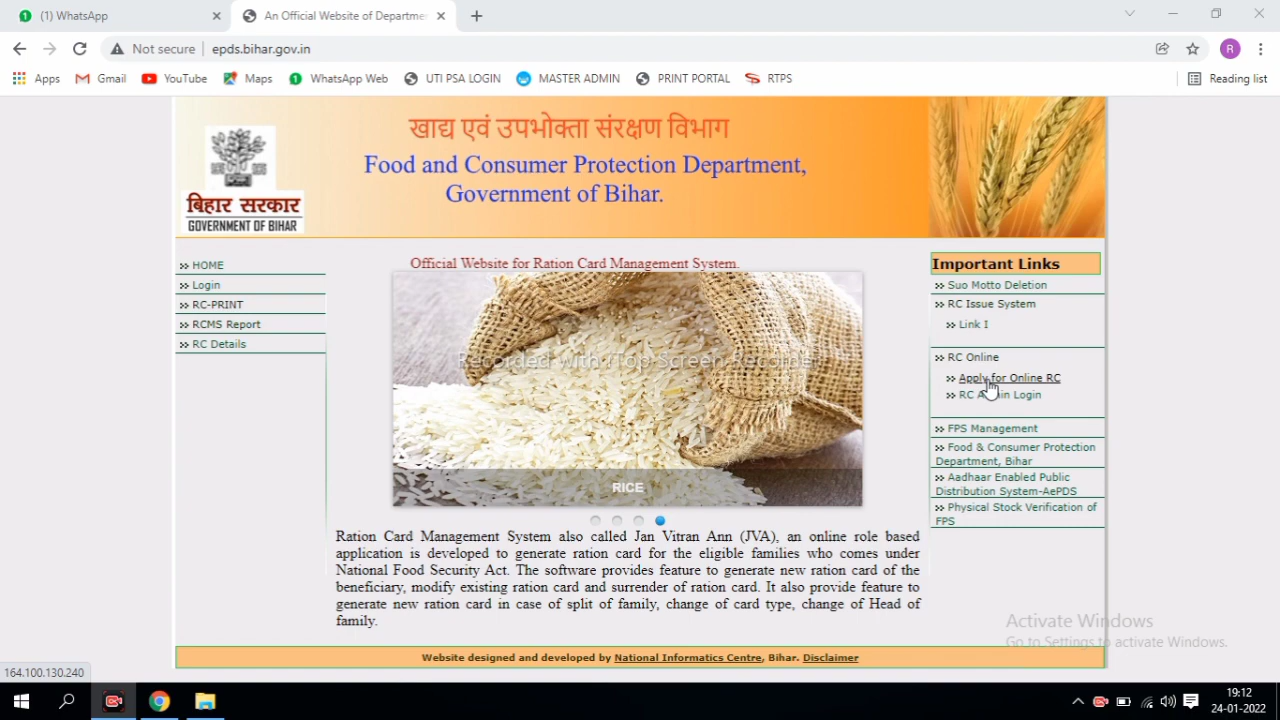 (1) WhatsApp
An Official Website of Departme
Not secure
epds.bihar.gov.in
Apps
Gmail
YouTube
Maps
WhatsApp Web
UTI PSA LOGIN
MASTER ADMIN
PRINT PORTAL
RTPS
Reading list
R
खाद्य एवं उपभोक्ता संरक्षण विभाग
Food and Consumer Protection Department,
Government of Bihar.
बिहार सरकार
GOVERNMENT OF BIHAR
HOME
Login
RC-PRINT
RCMS Report
RC Details
Official Website for Ration Card Management System.
Recorded with iTop Screen Recorder
RICE
Ration Card Management System also called Jan Vitran Ann (JVA), an online role based
application is developed to generate ration card for the eligible families who comes under
National Food Security Act. The software provides feature to generate new ration card of the
beneficiary, modify existing ration card and surrender of ration card. It also provide feature to
generate new ration card in case of split of family, change of card type, change of Head of
family.
Important Links
Suo Motto Deletion
RC Issue System
Link I
RC Online
Apply for Online RC
RC Admin Login
FPS Management
Food & Consumer Protection
Department, Bihar
Aadhaar Enabled Public
Distribution System-AePDS
Physical Stock Verification of
FPS
Activate Windows
Go to Settings to activate Windows.
Website designed and developed by National Informatics Centre, Bihar. Disclaimer
164.100.130.240
19:12
24-01-2022